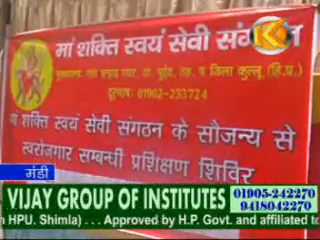 मां शक्ति स्वयं सेवी संगठन
जिला कुल्लू (हि.प्र.)
दूरभाष: 01902-233724
मां शक्ति स्वयं सेवी संगठन के सौजन्य से
स्वरोजगार सम्बन्धी प्रशिक्षण शिविर
मंडी
VIJAY GROUP OF INSTITUTES
01905-242270
9418042270
n HPU. Shimla) . . . Approved by H.P. Govt. and affiliated to